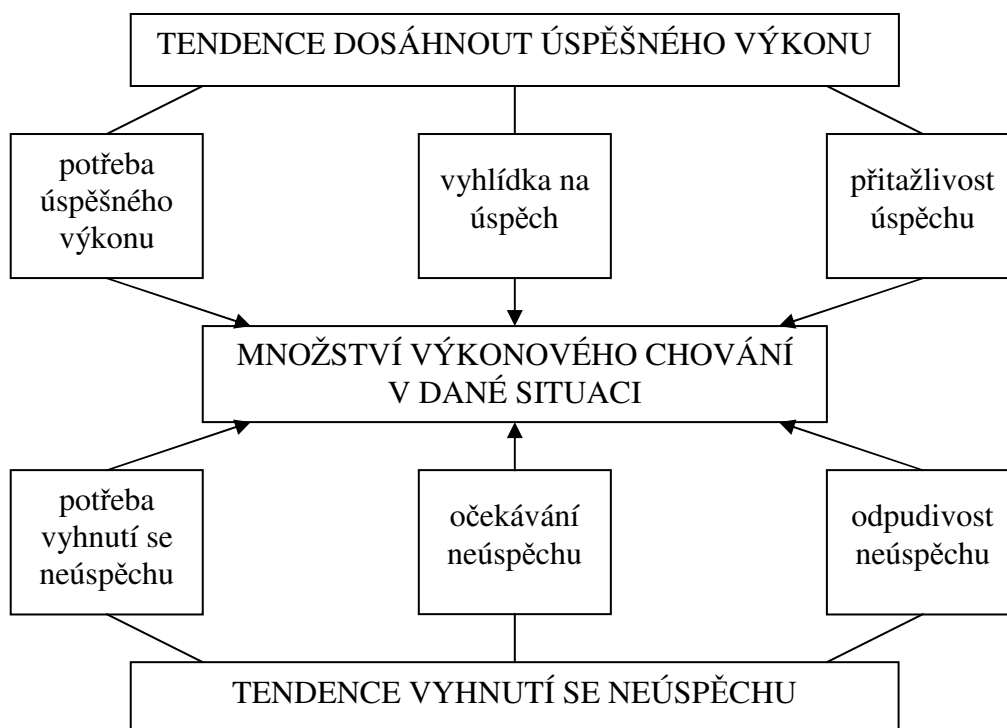 TENDENCE DOSÁHNOUT ÚSPĚŠNÉHO VÝKONU
potřeba
úspěšného
výkonu
vyhlídka na
úspěch
přitažlivost
úspěchu
MNOŽSTVÍ VÝKONOVÉHO CHOVÁNÍ
V DANÉ SITUACI
potřeba
vyhnutí se
neúspěchu
očekávání
neúspěchu
odpudivost
neúspěchu
TENDENCE VYHNUTÍ SE NEÚSPĚCHU